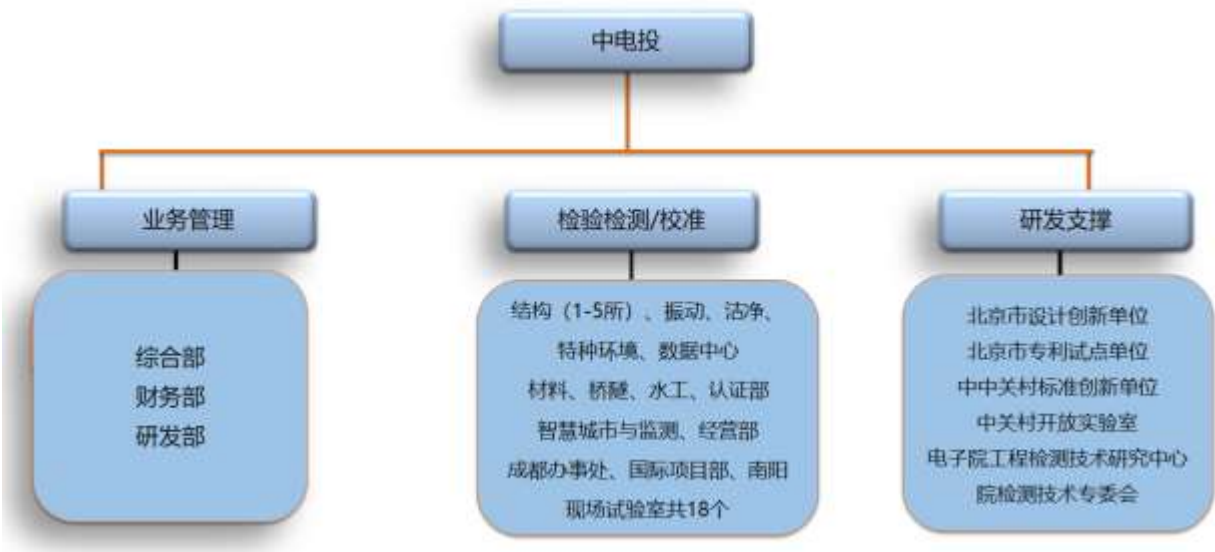 中电投
业务管理
综合部
财务部
研发部
检验检测/校准
结构（1-5所）、振动、沽净、
特种环境、数据中心
材料、桥隧、水工、认证部
智慧城市与监测、经营部
成都办事处、国际项目部、南阳
现场试验室共18个
研发支撑
北京市设计创新单位
北京市专利试点单位
中中关村标准创新单位
中关村开放实验室
电子院工程检测技术研究中心
院检测技术专委会